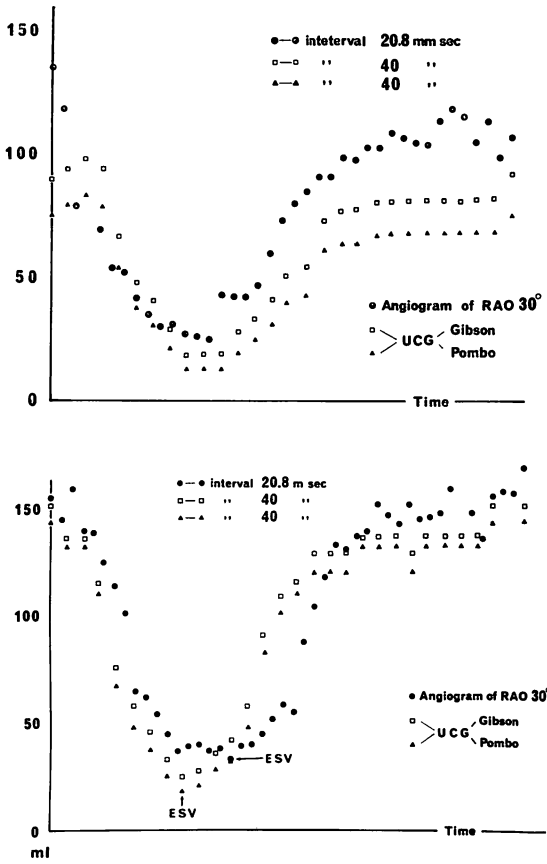 150
100
50
0
●—● inteterval 20.8 mm sec
□—□ " 40 "
▲—▲ " 40 "
Angiogram of RAO 30°
UCG
Gibson
Pombo
Time
150
100
50
0
ml
●—● interval 20.8 m sec
□—□ " 40 "
▲—▲ " 40 "
Angiogram of RAO 30°
UCG
Gibson
Pombo
ESV
ESV
Time